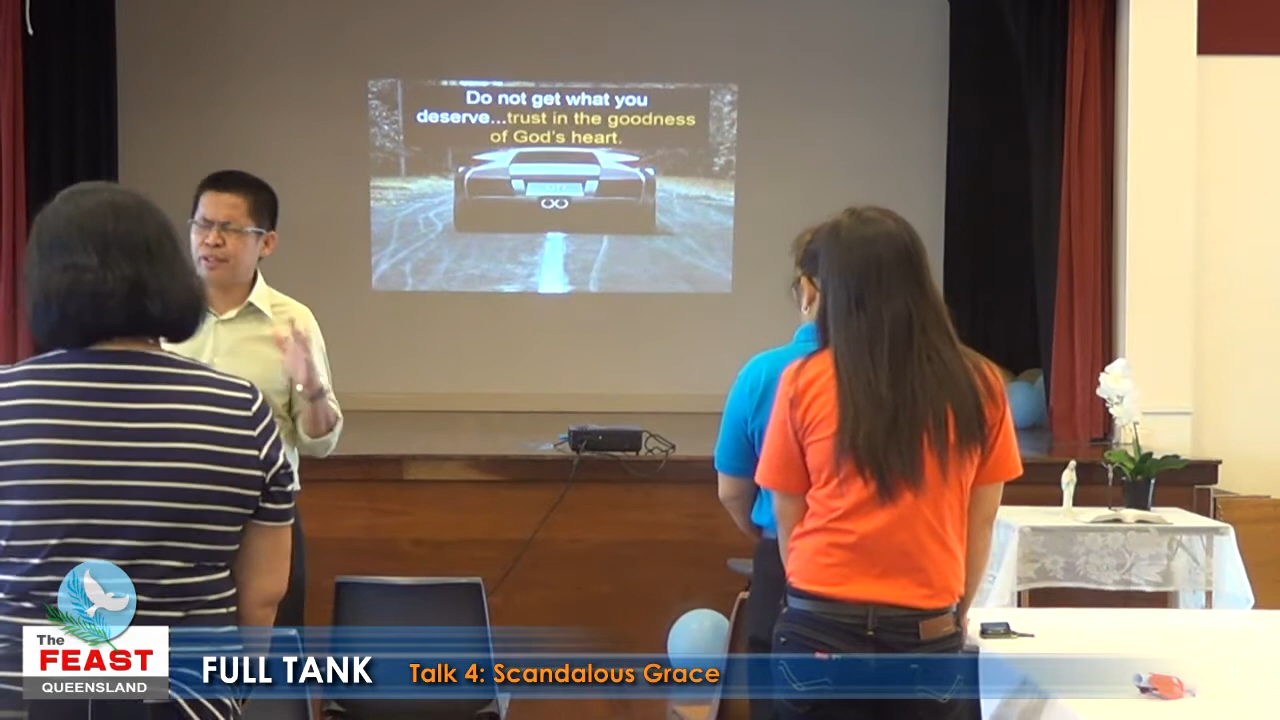 Do not get what you
deserve...trust in the goodness
of God's heart.
The
FEAST
QUEENSLAND
FULL TANK
Talk 4: Scandalous Grace